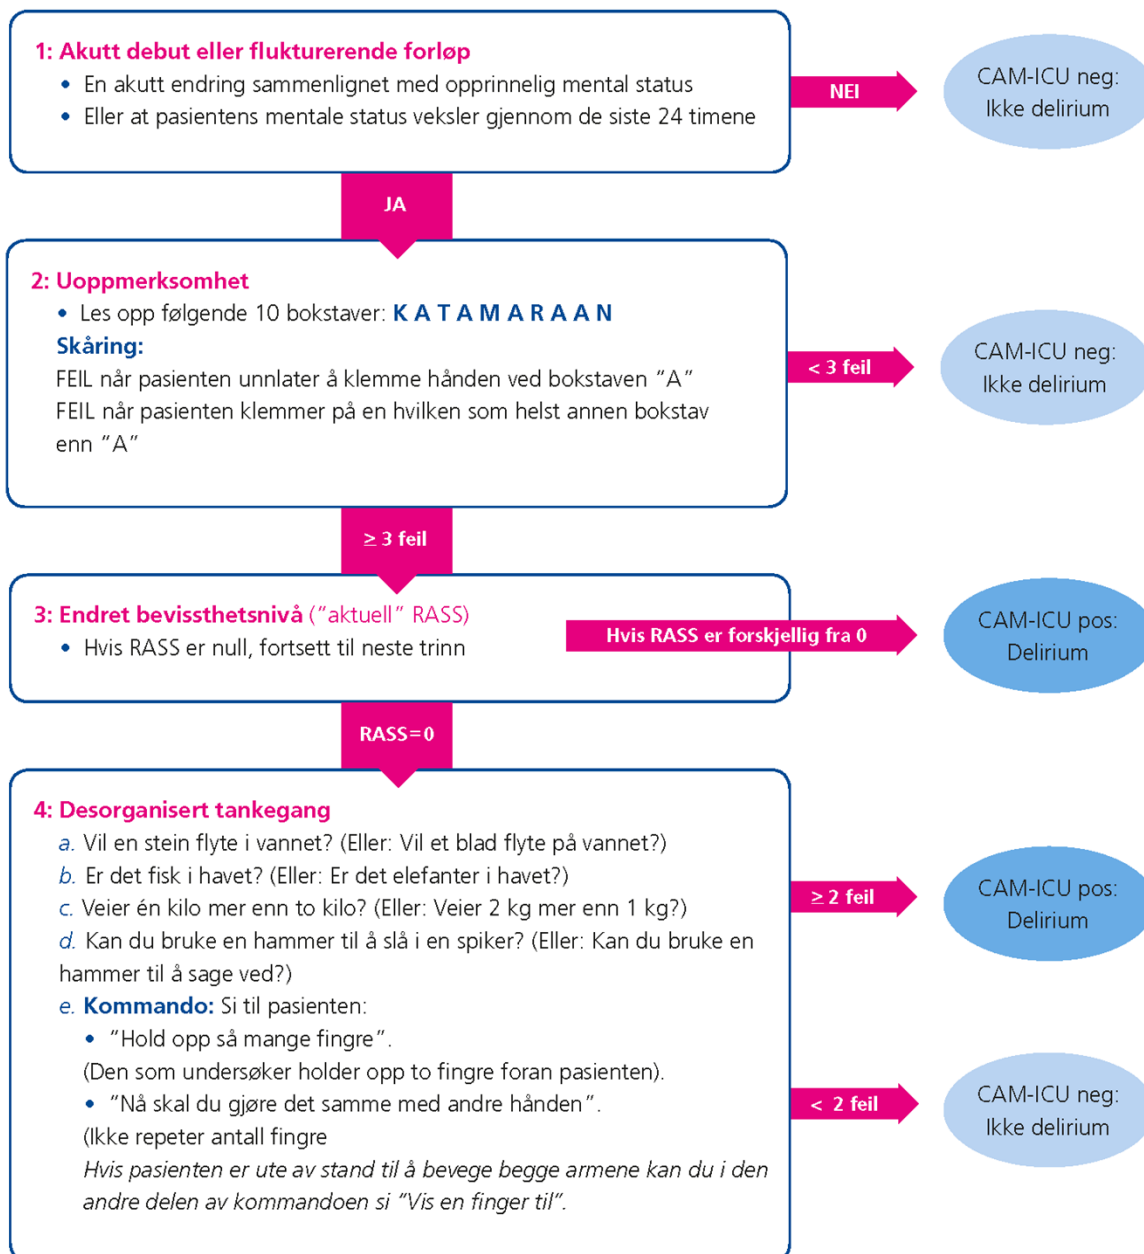 1: Akutt debut eller flukturerende forløp
• En akutt endring sammenlignet med opprinnelig mental status
• Eller at pasientens mentale status veksler gjennom de siste 24 timene
NEI
CAM-ICU neg:
Ikke delirium
JA
2: Uoppmerksomhet
• Les opp følgende 10 bokstaver: K A T A M A R A A N
Skåring:
FEIL når pasienten unnlater å klemme hånden ved bokstaven “A”
FEIL når pasienten klemmer på en hvilken som helst annen bokstav
enn “A”
< 3 feil
CAM-ICU neg:
Ikke delirium
≥ 3 feil
3: Endret bevissthetsnivå (“aktuell” RASS)
• Hvis RASS er null, fortsett til neste trinn
Hvis RASS er forskjellig fra 0
CAM-ICU pos:
Delirium
RASS=0
4: Desorganisert tankegang
a. Vil en stein flyte i vannet? (Eller: Vil et blad flyte på vannet?)
b. Er det fisk i havet? (Eller: Er det elefanter i havet?)
c. Veier én kilo mer enn to kilo? (Eller: Veier 2 kg mer enn 1 kg?)
d. Kan du bruke en hammer til å slå i en spiker? (Eller: Kan du bruke en
hammer til å sage ved?)
e. Kommando: Si til pasienten:
• “Hold opp så mange fingre”.
(Den som undersøker holder opp to fingre foran pasienten).
• “Nå skal du gjøre det samme med andre hånden”.
(Ikke repeter antall fingre
Hvis pasienten er ute av stand til å bevege begge armene kan du i den
andre delen av kommandoen si “Vis en finger til”.
≥ 2 feil
CAM-ICU pos:
Delirium
< 2 feil
CAM-ICU neg:
Ikke delirium